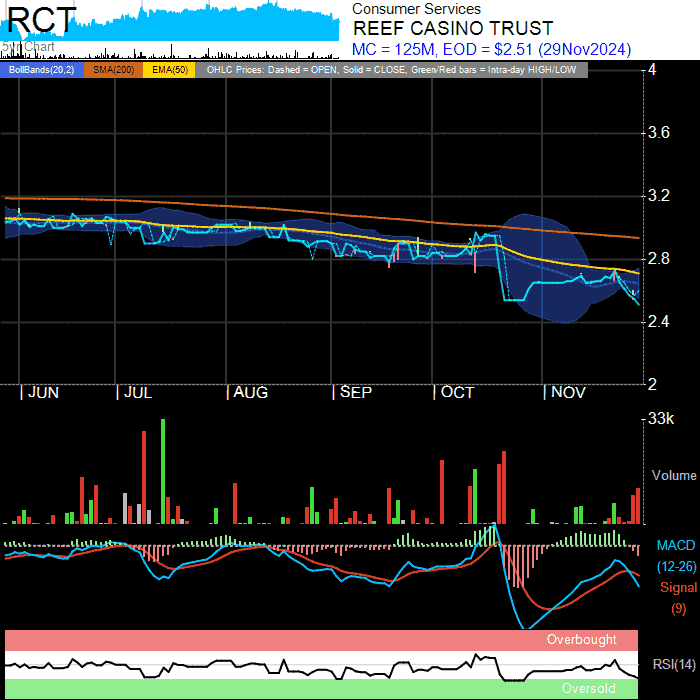 RCT
5yr Chart
Consumer Services
REEF CASINO TRUST
MC = 125M, EOD = $2.51 (29Nov2024)
BollBands(20,2) SMA(200) EMA(50) OHLC Prices: Dashed = OPEN, Solid = CLOSE, Green/Red bars = Intra-day HIGH/LOW
4
3.6
3.2
2.8
2.4
2
| JUN | JUL | AUG | SEP | OCT | NOV
33k
Volume
MACD
(12-26)
Signal
(9)
Overbought
RSI(14)
Oversold